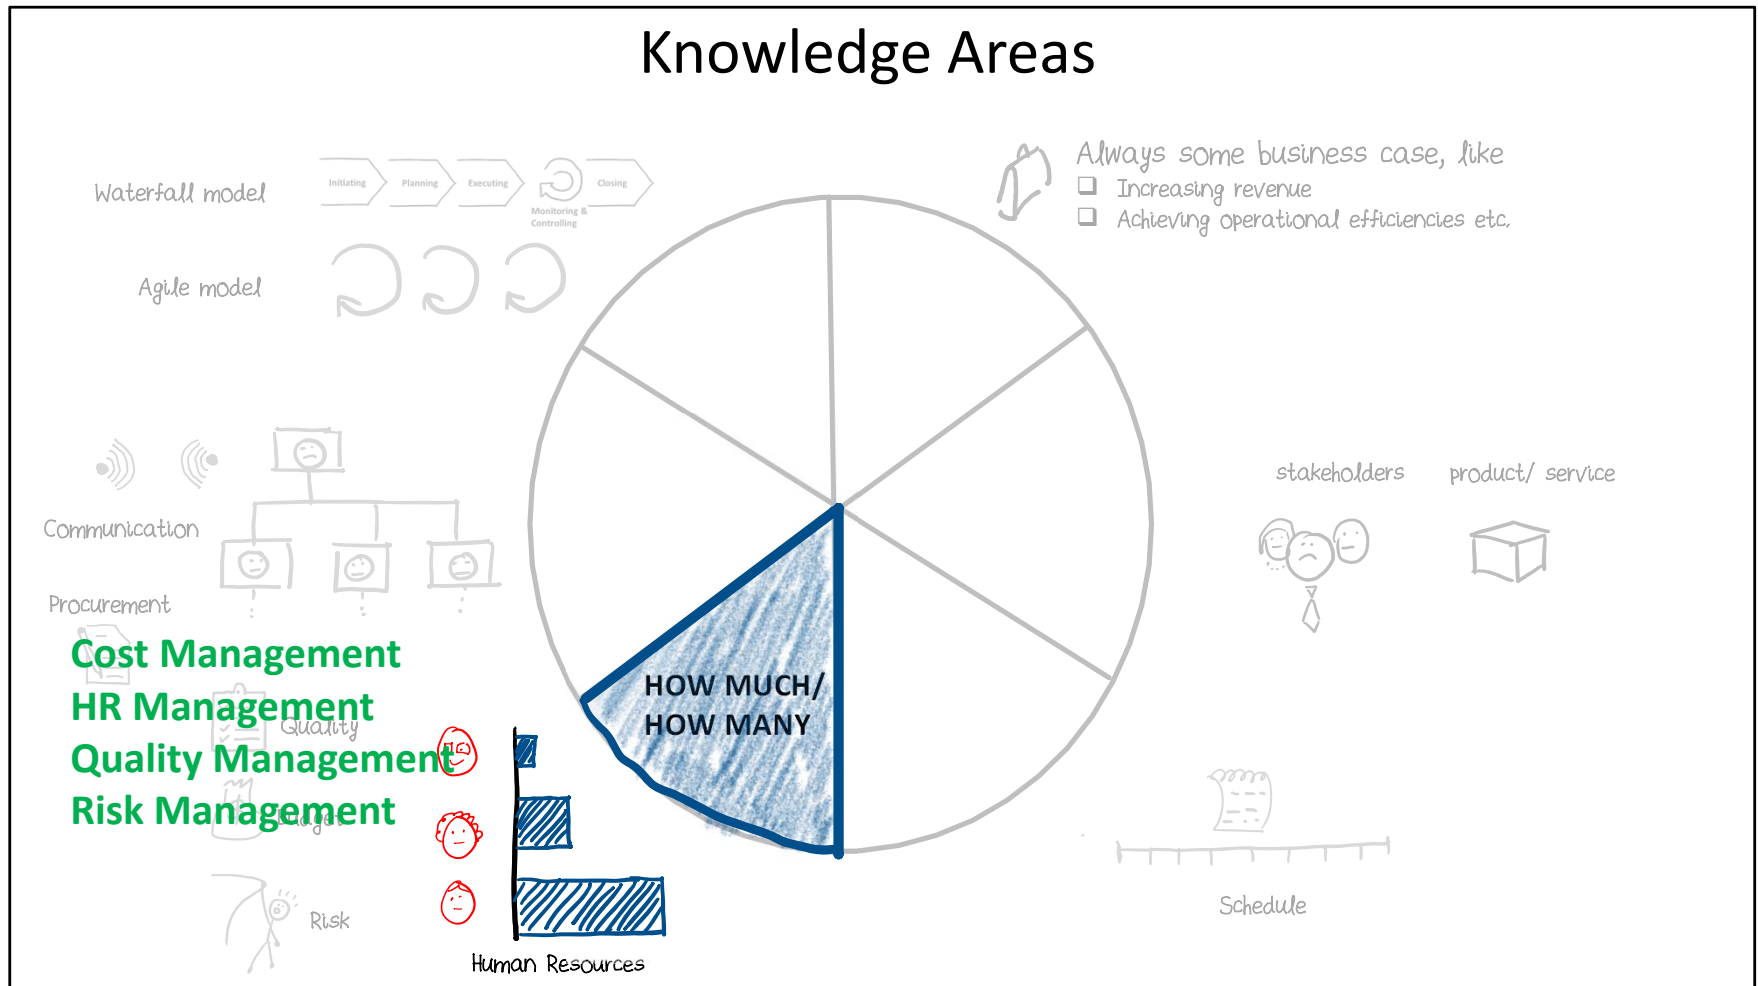 Knowledge Areas
Waterfall model
Initiating
Planning
Executing
Monitoring &
Controlling
Closing
Agile model
Always some business case, like
Increasing revenue
Achieving operational efficiencies etc.
stakeholders
product/ service
Communication
Procurement
Cost Management
HR Management
Quality
Quality Management
Risk Management
Budget
Risk
HOW MUCH/
HOW MANY
Human Resources
Schedule